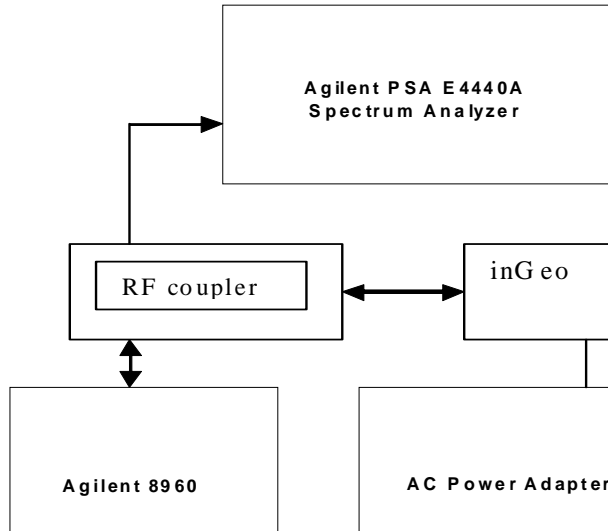 Agilent PSA E4440A
Spectrum Analyzer
RF coupler
inGeo
Agilent 8960
AC Power Adapter